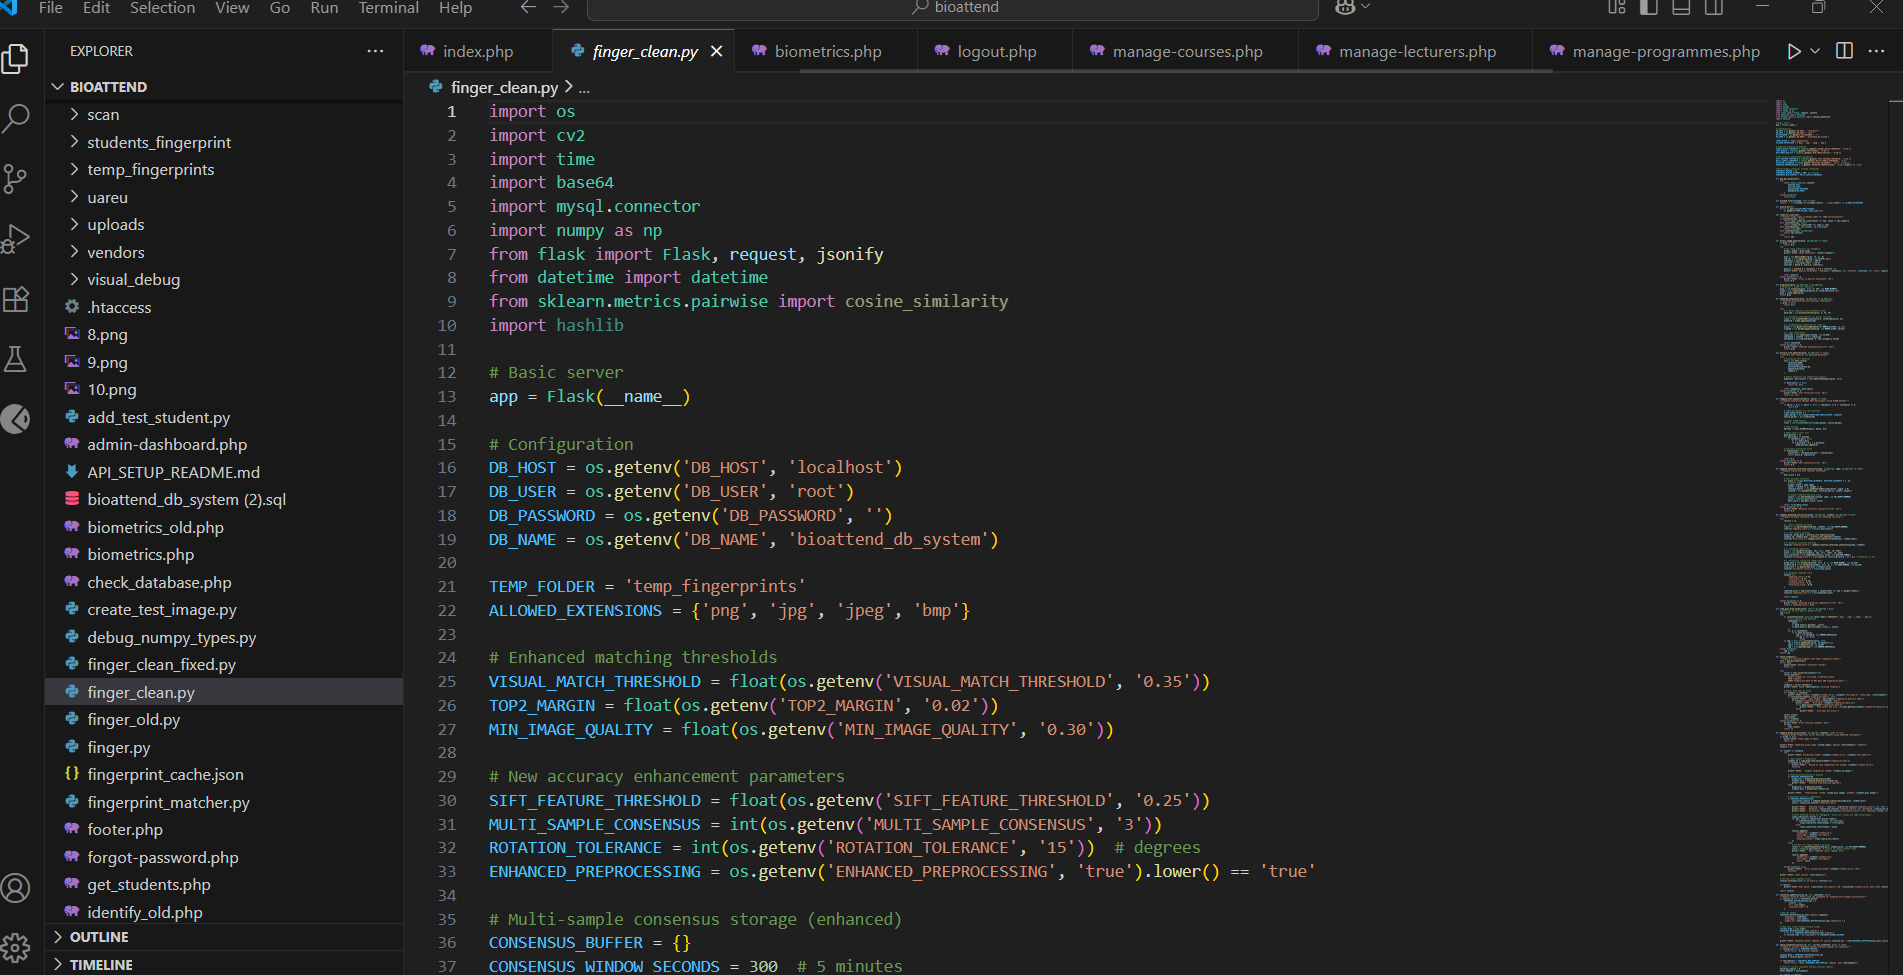 File Edit Selection View Go Run Terminal Help
bioattend
EXPLORER
index.php
finger_clean.py
biometrics.php
logout.php
manage-courses.php
manage-lecturers.php
manage-programmes.php
BIOATTEND
scan
students_fingerprint
temp_fingerprints
uareu
uploads
vendors
visual_debug
.htaccess
8.png
9.png
10.png
add_test_student.py
admin-dashboard.php
API_SETUP_README.md
bioattend_db_system (2).sql
biometrics_old.php
biometrics.php
check_database.php
create_test_image.py
debug_numpy_types.py
finger_clean_fixed.py
finger_clean.py
finger_old.py
finger.py
fingerprint_cache.json
fingerprint_matcher.py
footer.php
forgot-password.php
get_students.php
identify_old.php
OUTLINE
TIMELINE
finger_clean.py > ...
1 import os
2 import cv2
3 import time
4 import base64
5 import mysql.connector
6 import numpy as np
7 from flask import Flask, request, jsonify
8 from datetime import datetime
9 from sklearn.metrics.pairwise import cosine_similarity
10 import hashlib
11
12 # Basic server
13 app = Flask(__name__)
14
15 # Configuration
16 DB_HOST = os.getenv('DB_HOST', 'localhost')
17 DB_USER = os.getenv('DB_USER', 'root')
18 DB_PASSWORD = os.getenv('DB_PASSWORD', '')
19 DB_NAME = os.getenv('DB_NAME', 'bioattend_db_system')
20
21 TEMP_FOLDER = 'temp_fingerprints'
22 ALLOWED_EXTENSIONS = {'png', 'jpg', 'jpeg', 'bmp'}
23
24 # Enhanced matching thresholds
25 VISUAL_MATCH_THRESHOLD = float(os.getenv('VISUAL_MATCH_THRESHOLD', '0.35'))
26 TOP2_MARGIN = float(os.getenv('TOP2_MARGIN', '0.02'))
27 MIN_IMAGE_QUALITY = float(os.getenv('MIN_IMAGE_QUALITY', '0.30'))
28
29 # New accuracy enhancement parameters
30 SIFT_FEATURE_THRESHOLD = float(os.getenv('SIFT_FEATURE_THRESHOLD', '0.25'))
31 MULTI_SAMPLE_CONSENSUS = int(os.getenv('MULTI_SAMPLE_CONSENSUS', '3'))
32 ROTATION_TOLERANCE = int(os.getenv('ROTATION_TOLERANCE', '15')) # degrees
33 ENHANCED_PREPROCESSING = os.getenv('ENHANCED_PREPROCESSING', 'true').lower() == 'true'
34
35 # Multi-sample consensus storage (enhanced)
36 CONSENSUS_BUFFER = {}
37 CONSENSUS_WINDOW_SECONDS = 300 # 5 minutes